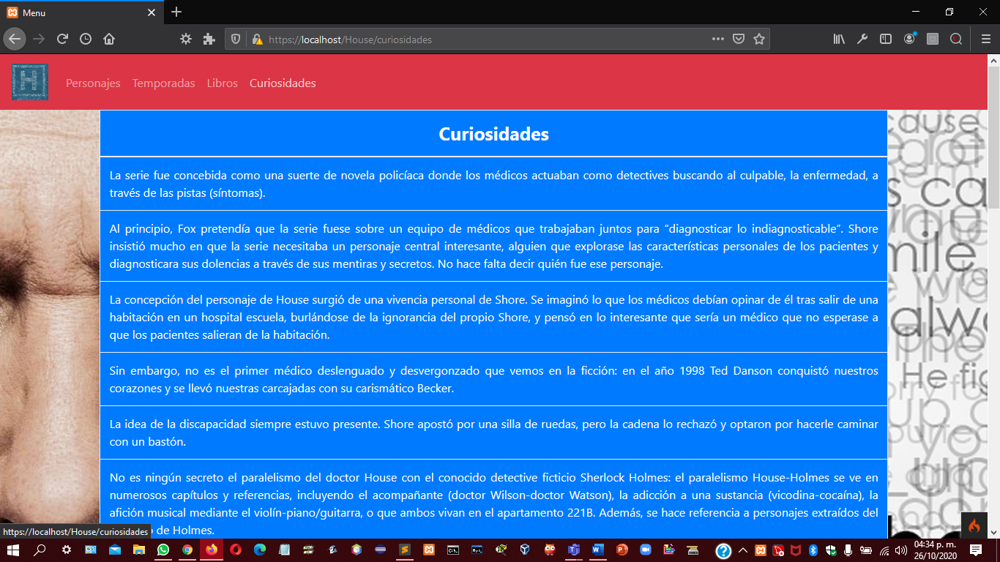 Menu
https://localhost/House/curiosidades
H
Personajes Temporadas Libros Curiosidades
Curiosidades
La serie fue concebida como una suerte de novela policíaca donde los médicos actuaban como detectives buscando al culpable, la enfermedad, a
través de las pistas (síntomas).
Al principio, Fox pretendía que la serie fuese sobre un equipo de médicos que trabajaban juntos para “diagnosticar lo indiagnosticable”. Shore
insistió mucho en que la serie necesitaba un personaje central interesante, alguien que explorase las características personales de los pacientes y
diagnosticara sus dolencias a través de sus mentiras y secretos. No hace falta decir quién fue ese personaje.
La concepción del personaje de House surgió de una vivencia personal de Shore. Se imaginó lo que los médicos debían opinar de él tras salir de una
habitación en un hospital escuela, burlándose de la ignorancia del propio Shore, y pensó en lo interesante que sería un médico que no esperase a
que los pacientes salieran de la habitación.
Sin embargo, no es el primer médico deslenguado y desvergonzado que vemos en la ficción: en el año 1998 Ted Danson conquistó nuestros
corazones y se llevó nuestras carcajadas con su carismático Becker.
La idea de la discapacidad siempre estuvo presente. Shore apostó por una silla de ruedas, pero la cadena lo rechazó y optaron por hacerle caminar
con un bastón.
No es ningún secreto el paralelismo del doctor House con el conocido detective ficticio Sherlock Holmes: el paralelismo House-Holmes se ve en
numerosos capítulos y referencias, incluyendo el acompañante (doctor Wilson-doctor Watson), la adicción a una sustancia (vicodina-cocaína), la
afición musical mediante el violín-piano/guitarra, o que ambos vivan en el apartamento 221B. Además, se hace referencia a personajes extraídos del
de Holmes.
https://localhost/House/curiosidades
cause
s ca
mile
alwa
He fig
04:34 p. m.
26/10/2020